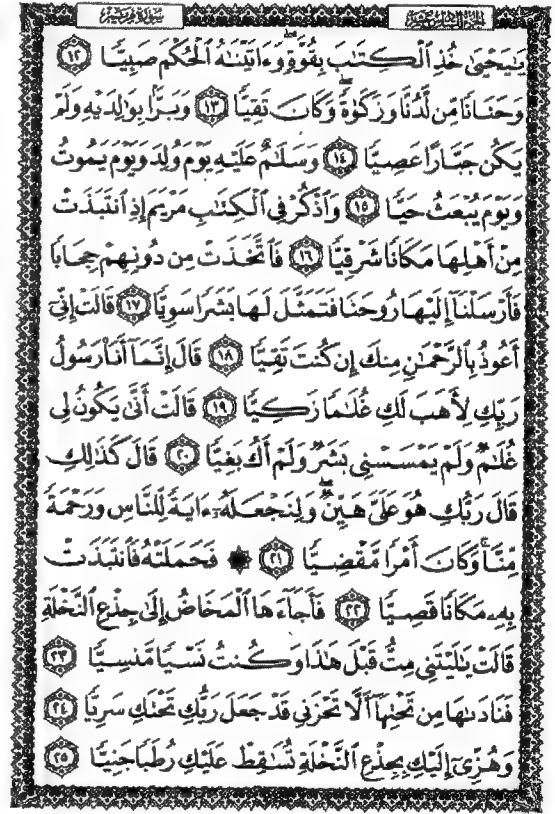 سورة مريم
الجزء السادس عشر
يَٰيَحۡيَىٰ خُذِ ٱلۡكِتَٰبَ بِقُوَّةٖۖ وَءَاتَيۡنَٰهُ ٱلۡحُكۡمَ صَبِيّٗا ١٢
وَحَنَانٗا مِّن لَّدُنَّا وَزَكَوٰةٗۖ وَكَانَ تَقِيّٗا ١٣ وَبَرَّۢا بِوَٰلِدَيۡهِ وَلَمۡ
يَكُن جَبَّارًا عَصِيّٗا ١٤ وَسَلَٰمٌ عَلَيۡهِ يَوۡمَ وُلِدَ وَيَوۡمَ يَمُوتُ
وَيَوۡمَ يُبۡعَثُ حَيّٗا ١٥ وَٱذۡكُرۡ فِي ٱلۡكِتَٰبِ مَرۡيَمَ إِذِ ٱنتَبَذَتۡ
مِنۡ أَهۡلِهَا مَكَانٗا شَرۡقِيّٗا ١٦ فَٱتَّخَذَتۡ مِن دُونِهِمۡ حِجَابٗا
فَأَرۡسَلۡنَآ إِلَيۡهَا رُوحَنَا فَتَمَثَّلَ لَهَا بَشَرٗا سَوِيّٗا ١٧ قَالَتۡ إِنِّيٓ
أَعُوذُ بِٱلرَّحۡمَٰنِ مِنكَ إِن كُنتَ تَقِيّٗا ١٨ قَالَ إِنَّمَآ أَنَا۠ رَسُولُ
رَبِّكِ لِأَهَبَ لَكِ غُلَٰمٗا زَكِيّٗا ١٩ قَالَتۡ أَنَّىٰ يَكُونُ لِي
غُلَٰمٞ وَلَمۡ يَمۡسَسۡنِي بَشَرٞ وَلَمۡ أَكُ بَغِيّٗا ٢٠ قَالَ كَذَٰلِكِ
قَالَ رَبُّكِ هُوَ عَلَيَّ هَيِّنٞۖ وَلِنَجۡعَلَهُۥٓ ءَايَةٗ لِّلنَّاسِ وَرَحۡمَةٗ
مِّنَّاۚ وَكَانَ أَمۡرٗا مَّقۡضِيّٗا ٢١ ۞ فَحَمَلَتۡهُ فَٱنتَبَذَتۡ
بِهِۦ مَكَانٗا قَصِيّٗا ٢٢ فَأَجَآءَهَا ٱلۡمَخَاضُ إِلَىٰ جِذۡعِ ٱلنَّخۡلَةِ
قَالَتۡ يَٰلَيۡتَنِي مِتُّ قَبۡلَ هَٰذَا وَكُنتُ نَسۡيٗا مَّنسِيّٗا ٢٣
فَنَادَىٰهَا مِن تَحۡتِهَآ أَلَّا تَحۡزَنِي قَدۡ جَعَلَ رَبُّكِ تَحۡتَكِ سَرِيّٗا ٢٤
وَهُزِّيٓ إِلَيۡكِ بِجِذۡعِ ٱلنَّخۡلَةِ تُسَٰقِطۡ عَلَيۡكِ رُطَبٗا جَنِيّٗا ٢٥